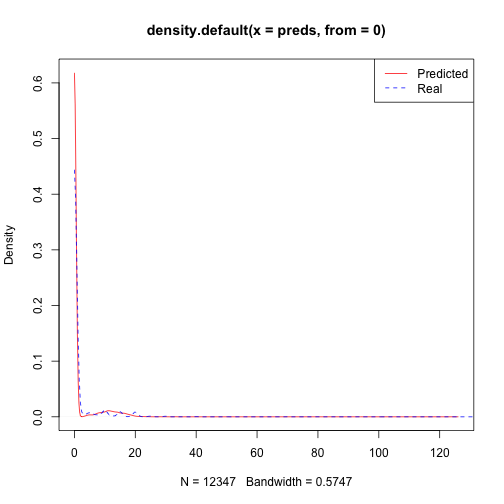 density.default(x = preds, from = 0)
Predicted
Real
Density
0.6
0.5
0.4
0.3
0.2
0.1
0.0
0 20 40 60 80 100 120
N = 12347 Bandwidth = 0.5747